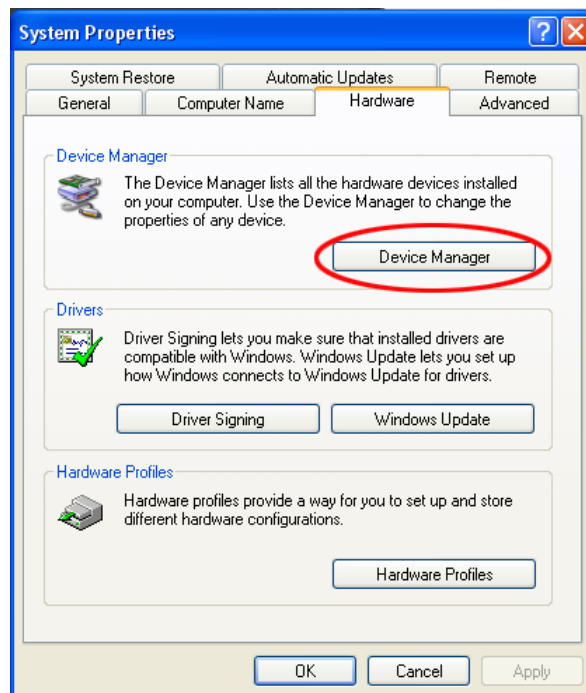 System Properties
System Restore
Automatic Updates
Remote
General
Computer Name
Hardware
Advanced
Device Manager
The Device Manager lists all the hardware devices installed
on your computer. Use the Device Manager to change the
properties of any device.
Device Manager
Drivers
Driver Signing lets you make sure that installed drivers are
compatible with Windows. Windows Update lets you set up
how Windows connects to Windows Update for drivers.
Driver Signing
Windows Update
Hardware Profiles
Hardware profiles provide a way for you to set up and store
different hardware configurations.
Hardware Profiles
OK
Cancel
Apply